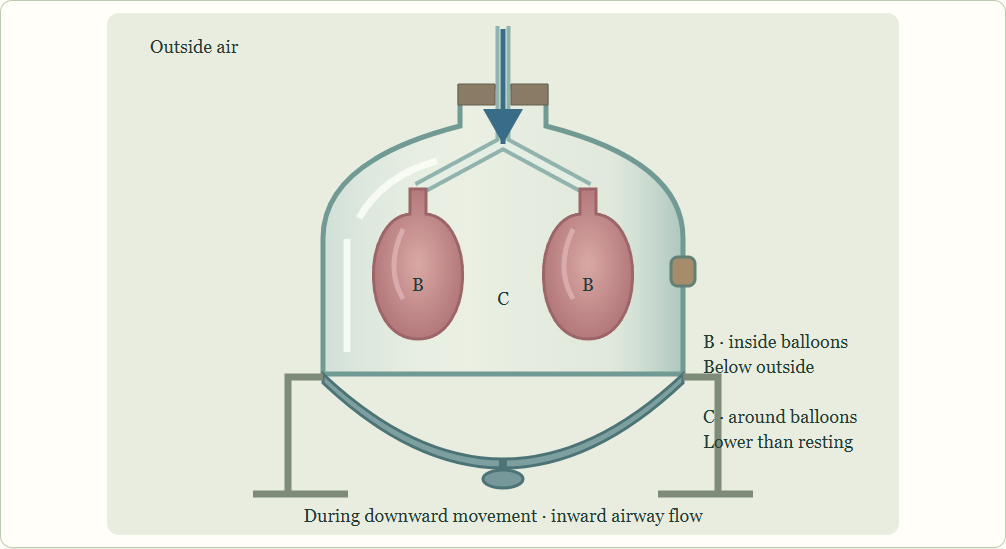 Outside air
B
B
C
B · inside balloons
Below outside
C · around balloons
Lower than resting
During downward movement · inward airway flow